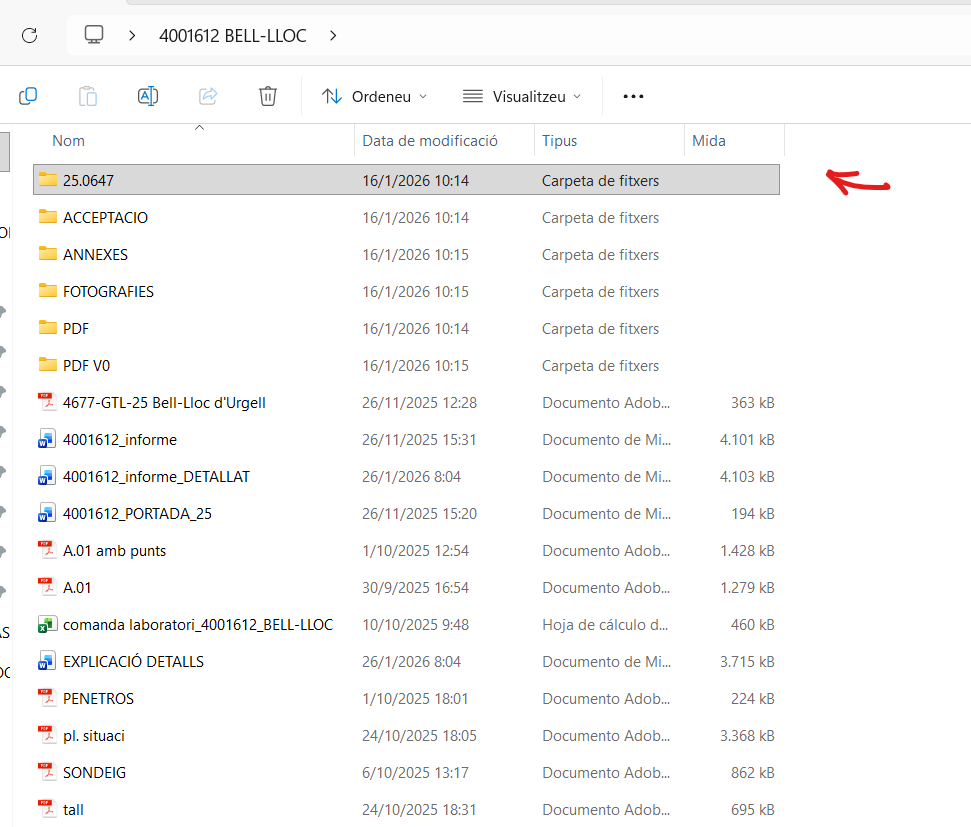 4001612 BELL-LLOC
Ordeneu
Visualitzeu
Nom Data de modificació Tipus Mida
25.0647 16/1/2026 10:14 Carpeta de fitxers
ACCEPTACIO 16/1/2026 10:14 Carpeta de fitxers
ANNEXES 16/1/2026 10:15 Carpeta de fitxers
FOTOGRAFIES 16/1/2026 10:15 Carpeta de fitxers
PDF 16/1/2026 10:14 Carpeta de fitxers
PDF V0 16/1/2026 10:15 Carpeta de fitxers
4677-GTL-25 Bell-Lloc d'Urgell 26/11/2025 12:28 Documento Adob... 363 kB
4001612_informe 26/11/2025 15:31 Documento de Mi... 4.101 kB
4001612_informe_DETALLAT 26/1/2026 8:04 Documento de Mi... 4.103 kB
4001612_PORTADA_25 26/11/2025 15:20 Documento de Mi... 194 kB
A.01 amb punts 1/10/2025 12:54 Documento Adob... 1.428 kB
A.01 30/9/2025 16:54 Documento Adob... 1.279 kB
comanda laboratori_4001612_BELL-LLOC 10/10/2025 9:48 Hoja de cálculo d... 460 kB
EXPLICACIÓ DETALLS 26/1/2026 8:04 Documento de Mi... 3.715 kB
PENETROS 1/10/2025 18:01 Documento Adob... 224 kB
pl. situaci 24/10/2025 18:05 Documento Adob... 3.368 kB
SONDEIG 6/10/2025 13:17 Documento Adob... 862 kB
tall 24/10/2025 18:31 Documento Adob... 695 kB